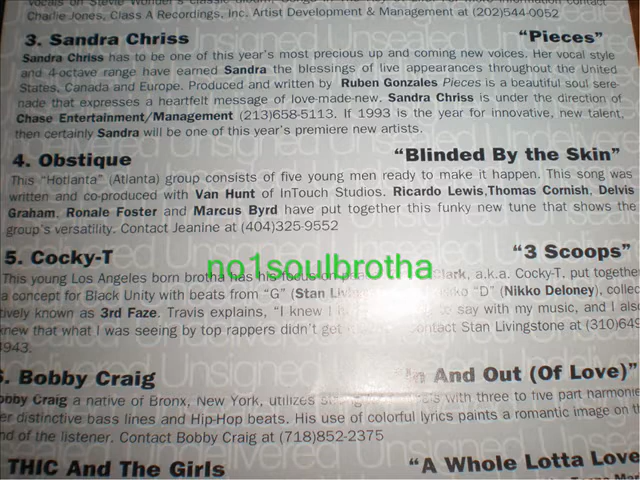 vocals on Stevie Wonder's classic album
Charlie Jones, Class A Recordings, Inc. Artist Development & Management at (202)544-0052
3. Sandra Chriss "Pieces"
Sandra Chriss has to be one of this year's most precious up and coming new voices. Her vocal style
and 4-octave range have earned Sandra the blessings of live appearances throughout the United
States, Canada and Europe. Produced and written by Ruben Gonzales Pieces is a beautiful soul sere-
nade that expresses a heartfelt message of love-made-new. Sandra Chriss is under the direction of
Chase Entertainment/Management (213)658-5113. If 1993 is the year for innovative, new talent,
then certainly Sandra will be one of this year's premiere new artists.
4. Obstique "Blinded By the Skin"
This "Hotlanta" (Atlanta) group consists of five young men ready to make it happen. This song was
written and co-produced with Van Hunt of InTouch Studios. Ricardo Lewis,Thomas Cornish, Delvis
Graham, Ronale Foster and Marcus Byrd have put together this funky new tune that shows the
group's versatility. Contact Jeanine at (404)325-9552
5. Cocky-T "3 Scoops"
no1soulbrotha
This young Los Angeles born brotha has his focus on lark, a.k.a. Cocky-T, put together
a concept for Black Unity with beats from "G" (Stan "D" (Nikko Deloney), collec
tively known as 3rd Faze. Travis explains, "I knew I to say with my music, and I also
knew that what I was seeing by top rappers didn't get Contact Stan Livingstone at (310)649
4943.
6. Bobby Craig "In And Out (Of Love)"
obby Craig a native of Bronx, New York, utilizes with three to five part harmonie
er distinctive bass lines and Hip-Hop beats. His use of colorful lyrics paints a romantic image on t
nd of the listener. Contact Bobby Craig at (718)852-2375
THIC And The Girls "A Whole Lotta Love